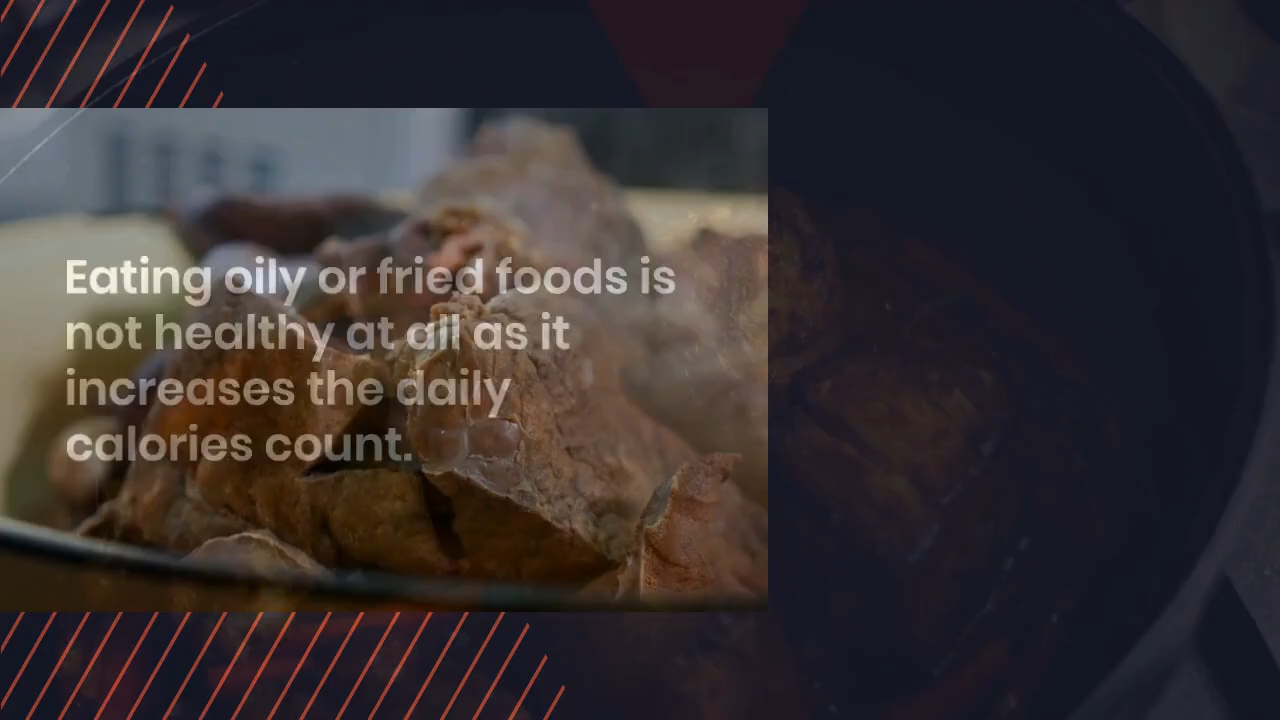 Eating oily or fried foods is
not healthy at all as it
increases the daily
calories count.